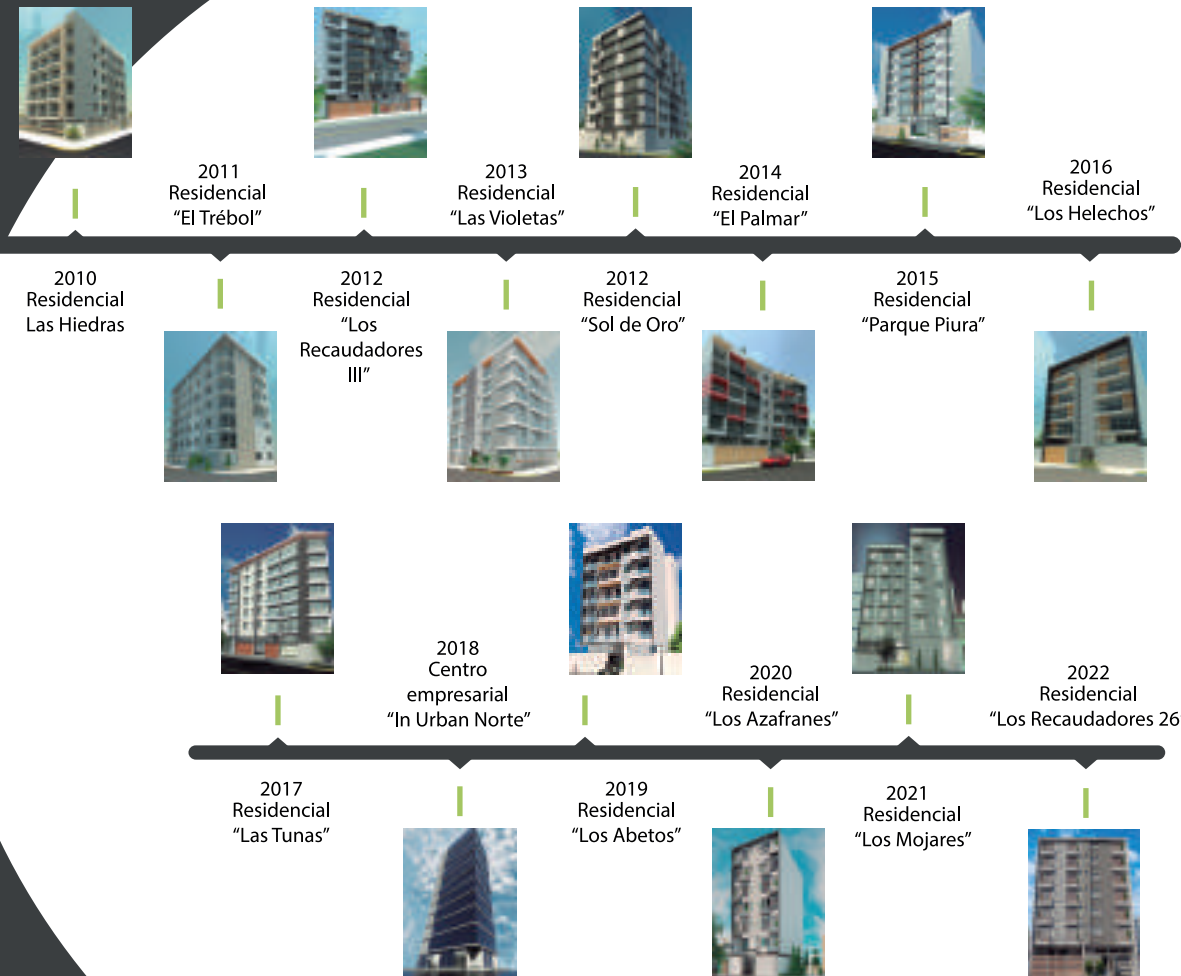 2011
Residencial
“El Trébol”
2013
Residencial
“Las Violetas”
2014
Residencial
“El Palmar”
2016
Residencial
“Los Helechos”
2010
Residencial
Las Hiedras
2012
Residencial
“Los
Recaudadores
III”
2012
Residencial
“Sol de Oro”
2015
Residencial
“Parque Piura”
2018
Centro
empresarial
“In Urban Norte”
2020
Residencial
“Los Azafranes”
2022
Residencial
“Los Recaudadores 26
2017
Residencial
“Las Tunas”
2019
Residencial
“Los Abetos”
2021
Residencial
“Los Mojares”